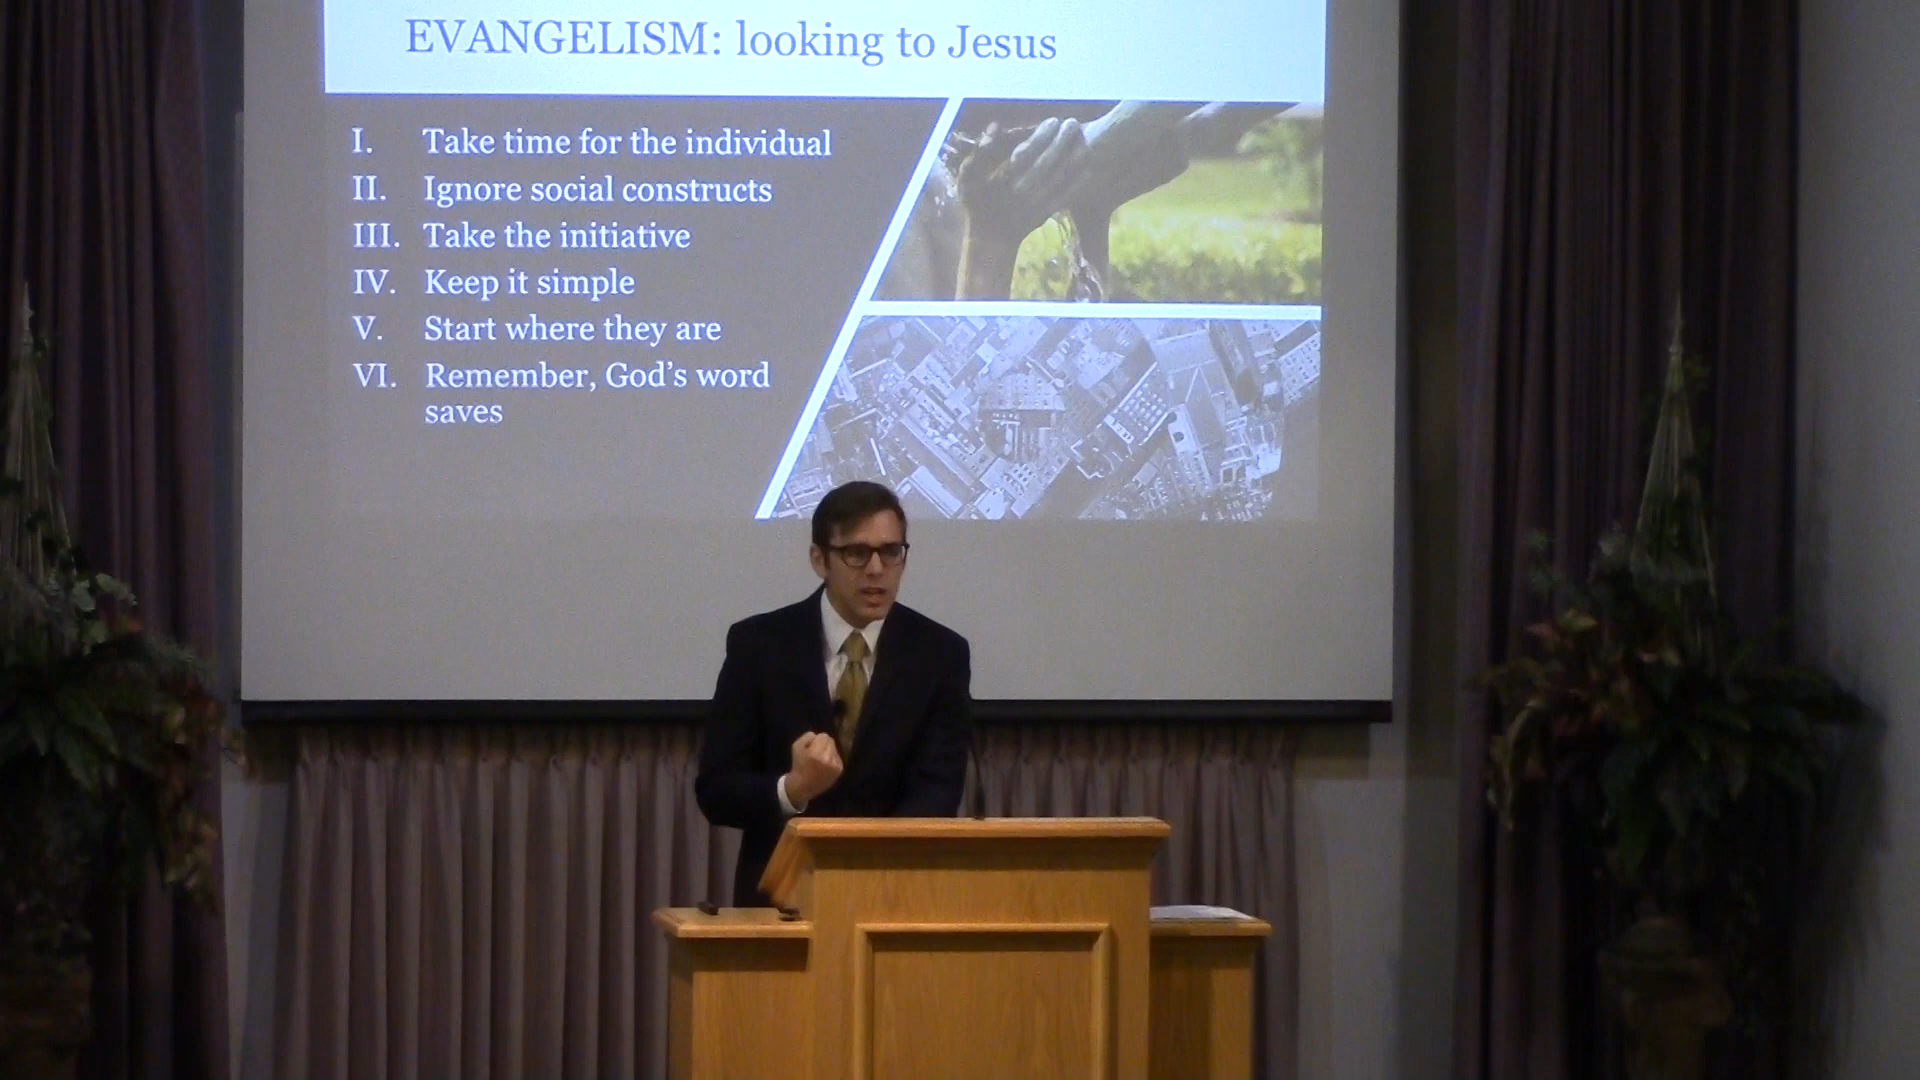 EVANGELISM: looking to Jesus
I. Take time for the individual
II. Ignore social constructs
III. Take the initiative
IV. Keep it simple
V. Start where they are
VI. Remember, God's word
saves